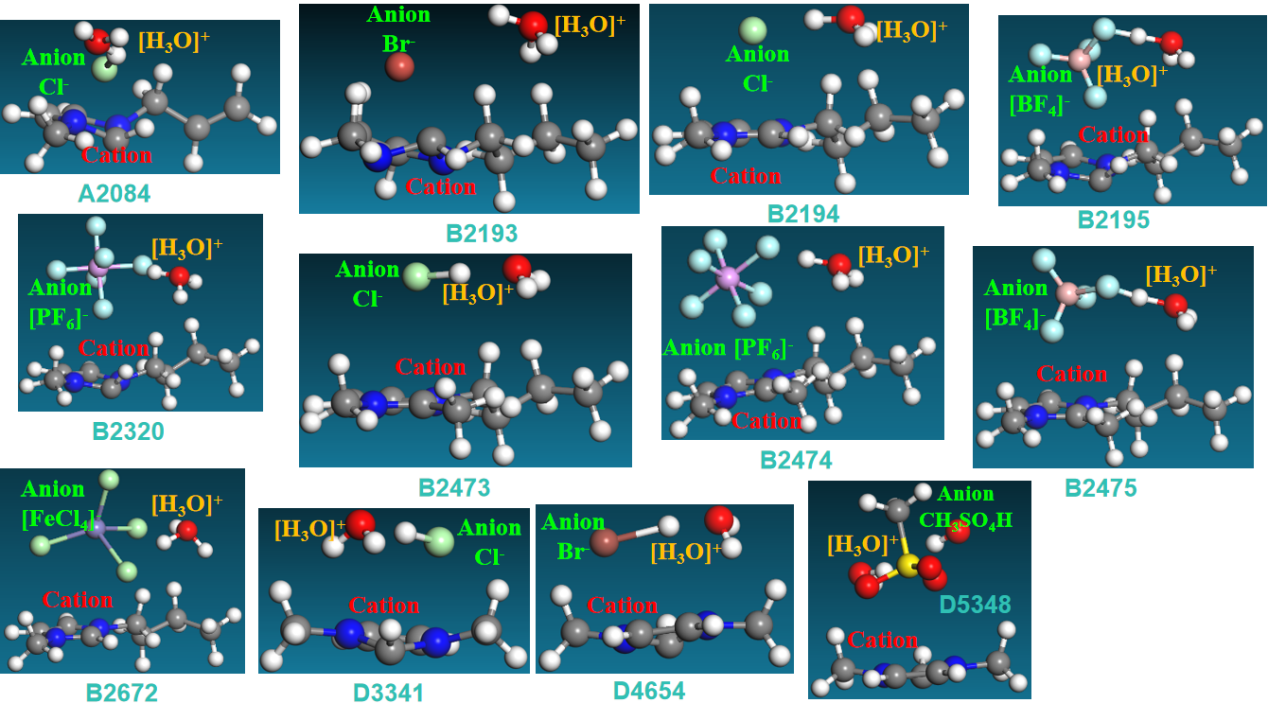 [H₃O]⁺
Anion
Cl⁻
Cation
A2084
Anion
Br⁻
[H₃O]⁺
Cation
B2193
Anion
Cl⁻
[H₃O]⁺
Cation
B2194
Anion
[BF₄]⁻
[H₃O]⁺
Cation
B2195
[H₃O]⁺
Anion
[PF₆]⁻
Cation
B2320
Anion
Cl⁻
[H₃O]⁺
Cation
B2473
[H₃O]⁺
Anion [PF₆]⁻
Cation
B2474
Anion
[BF₄]⁻
[H₃O]⁺
Cation
B2475
Anion
[FeCl₄]
[H₃O]⁺
Cation
B2672
[H₃O]⁺
Anion
Cl⁻
Cation
D3341
Anion
Br⁻
[H₃O]⁺
Cation
D4654
Anion
CH₃SO₄H
[H₃O]⁺
D5348
Cation